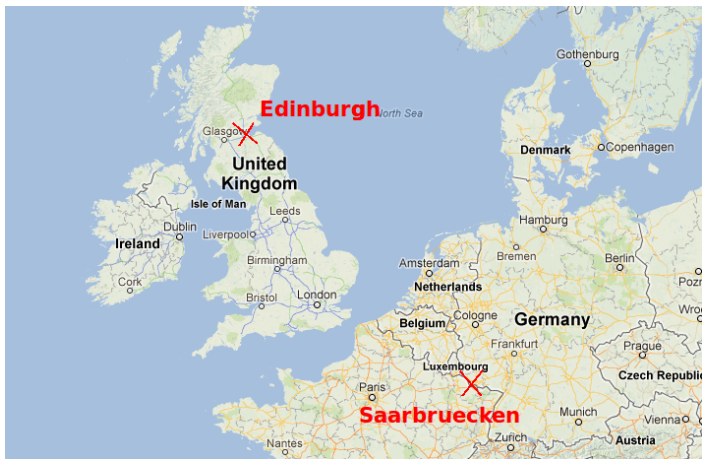 Gothenburg
Edinburgh
North Sea
Glasgow
Copenhagen
Denmark
United
Kingdom
Isle of Man
Leeds
Dublin
Ireland
Liverpool
Hamburg
Bremen
Birmingham
Amsterdam
Berlin
Cork
Netherlands
Bristol
London
Belgium
Cologne
Germany
Frankfurt
Prague
Luxembourg
Czech Republic
Paris
Saarbruecken
Munich
Vienna
Nantes
Zurich
Austria